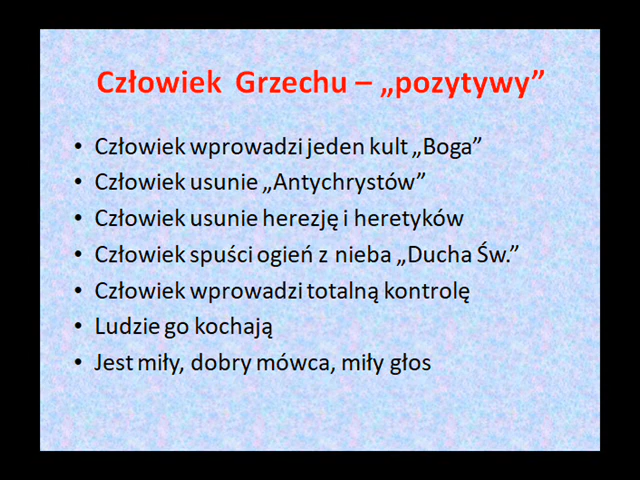 Człowiek Grzechu – „pozytywy”
• Człowiek wprowadzi jeden kult „Boga”
• Człowiek usunie „Antychrystów”
• Człowiek usunie herezję i heretyków
• Człowiek spuści ogień z nieba „Ducha Św.”
• Człowiek wprowadzi totalną kontrolę
• Ludzie go kochają
• Jest miły, dobry mówca, miły głos